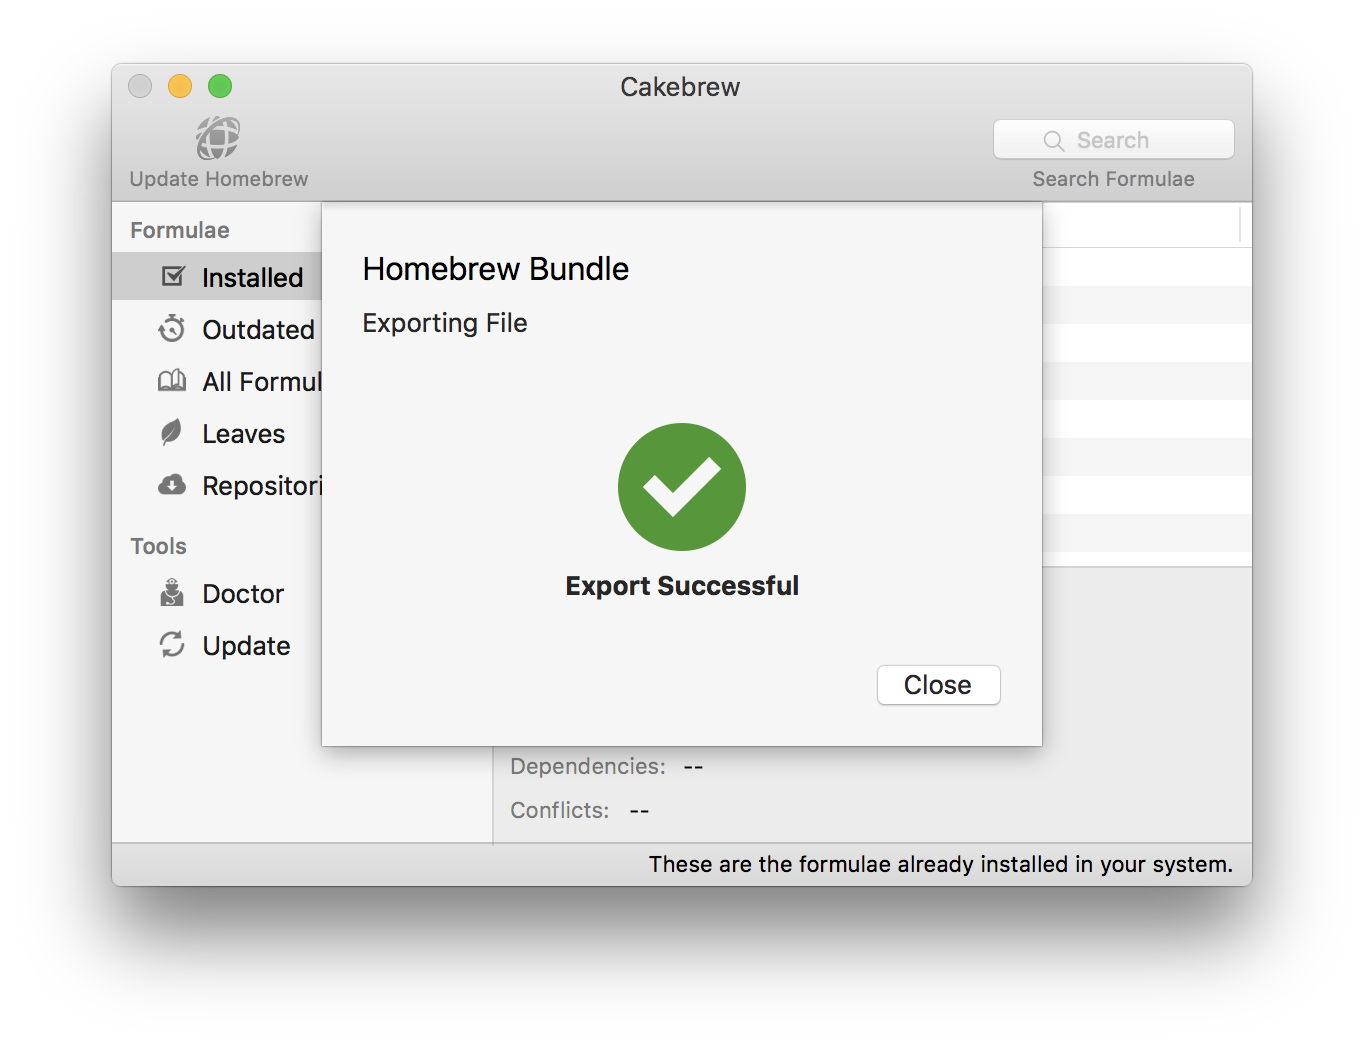 Cakebrew
Update Homebrew
Search
Search Formulae
Formulae
Installed
Outdated
All Formul
Leaves
Repositori
Tools
Doctor
Update
Homebrew Bundle
Exporting File
Export Successful
Close
Dependencies: --
Conflicts: --
These are the formulae already installed in your system.